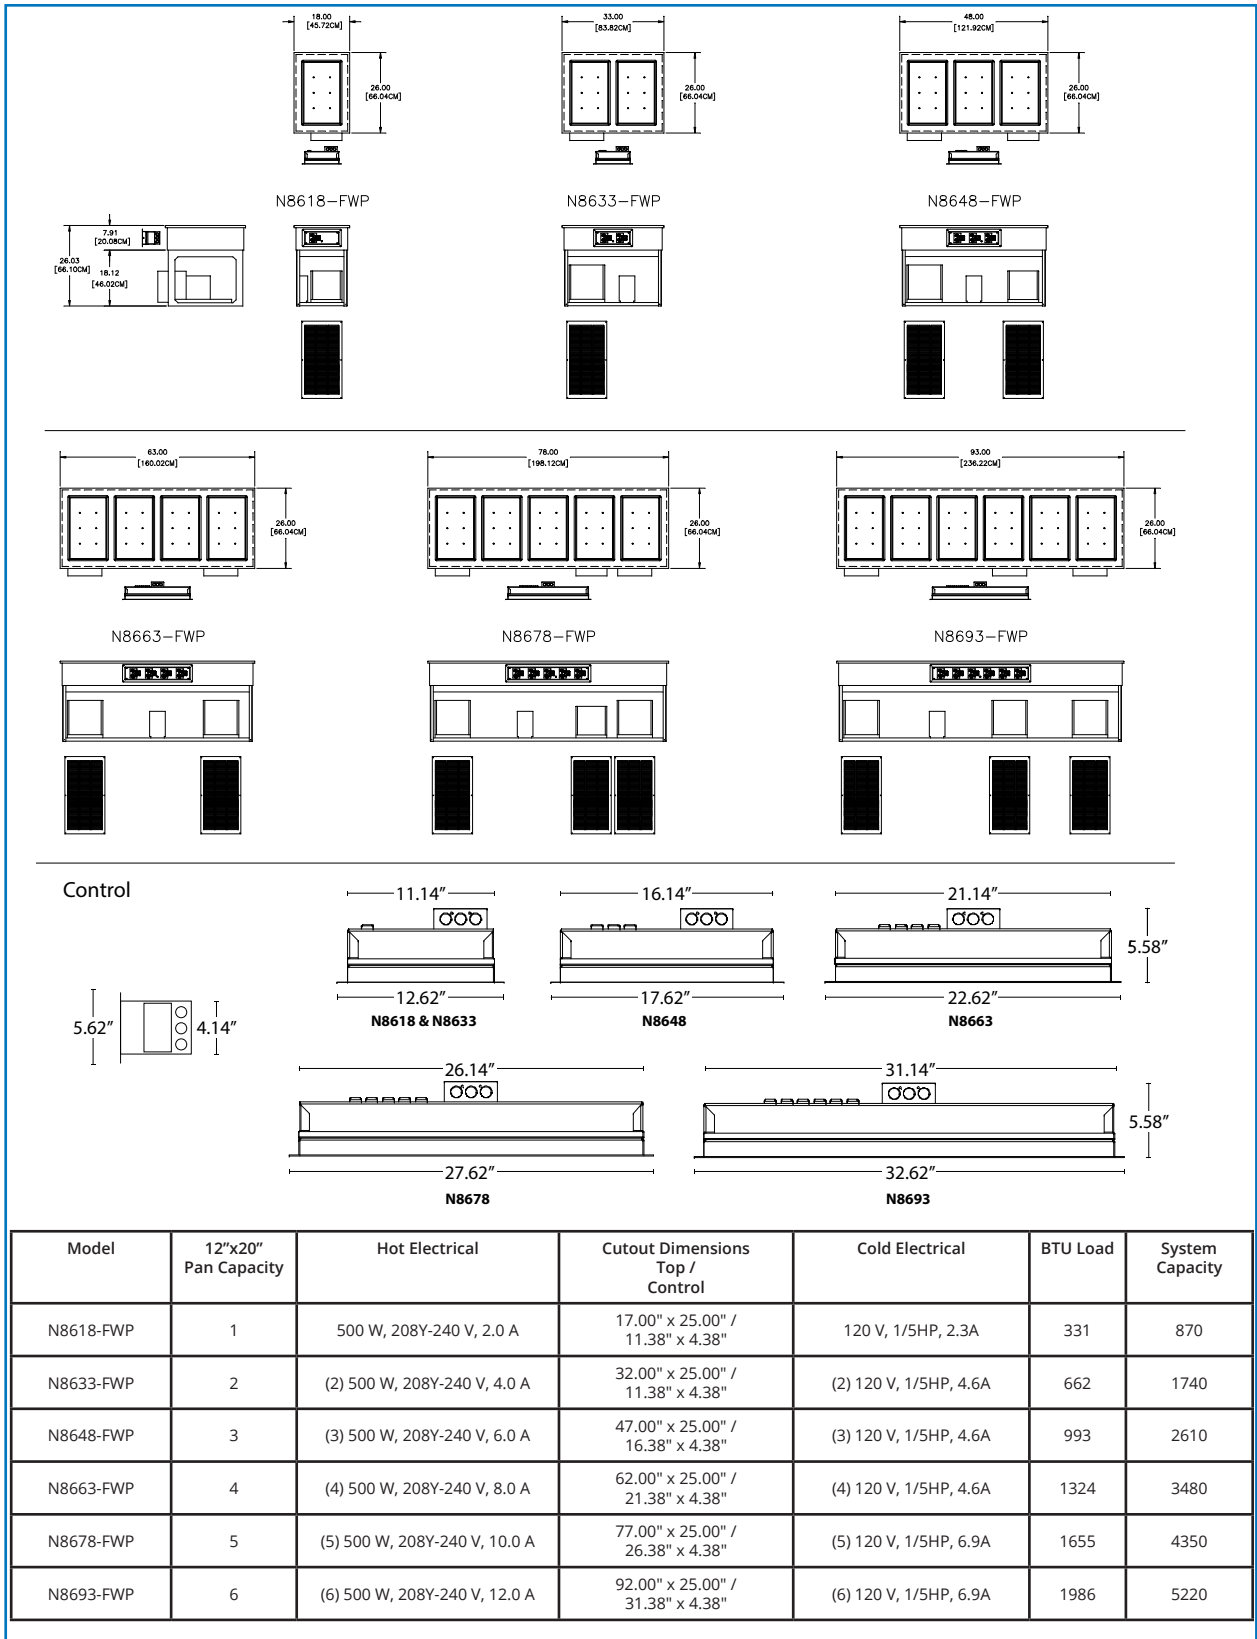 18.00
[45.72CM]
33.00
[83.82CM]
48.00
[121.92CM]
26.00
[66.04CM]
26.00
[66.04CM]
26.00
[66.04CM]
N8618-FWP
N8633-FWP
N8648-FWP
7.91
[20.08CM]
26.03
[66.10CM]
18.12
[46.02CM]
63.00
[160.02CM]
78.00
[198.12CM]
93.00
[236.22CM]
26.00
[66.04CM]
26.00
[66.04CM]
26.00
[66.04CM]
N8663-FWP
N8678-FWP
N8693-FWP
Control
11.14”
16.14”
21.14”
5.58”
12.62”
17.62”
22.62”
N8618 & N8633
N8648
N8663
5.62”
4.14”
26.14”
31.14”
5.58”
27.62”
32.62”
N8678
N8693
Model
12”x20”
Pan Capacity
Hot Electrical
Cutout Dimensions
Top /
Control
Cold Electrical
BTU Load
System
Capacity
N8618-FWP
1
500 W, 208Y-240 V, 2.0 A
17.00" x 25.00" /
11.38" x 4.38"
120 V, 1/5HP, 2.3A
331
870
N8633-FWP
2
(2) 500 W, 208Y-240 V, 4.0 A
32.00" x 25.00" /
11.38" x 4.38"
(2) 120 V, 1/5HP, 4.6A
662
1740
N8648-FWP
3
(3) 500 W, 208Y-240 V, 6.0 A
47.00" x 25.00" /
16.38" x 4.38"
(3) 120 V, 1/5HP, 4.6A
993
2610
N8663-FWP
4
(4) 500 W, 208Y-240 V, 8.0 A
62.00" x 25.00" /
21.38" x 4.38"
(4) 120 V, 1/5HP, 4.6A
1324
3480
N8678-FWP
5
(5) 500 W, 208Y-240 V, 10.0 A
77.00" x 25.00" /
26.38" x 4.38"
(5) 120 V, 1/5HP, 6.9A
1655
4350
N8693-FWP
6
(6) 500 W, 208Y-240 V, 12.0 A
92.00" x 25.00" /
31.38" x 4.38"
(6) 120 V, 1/5HP, 6.9A
1986
5220